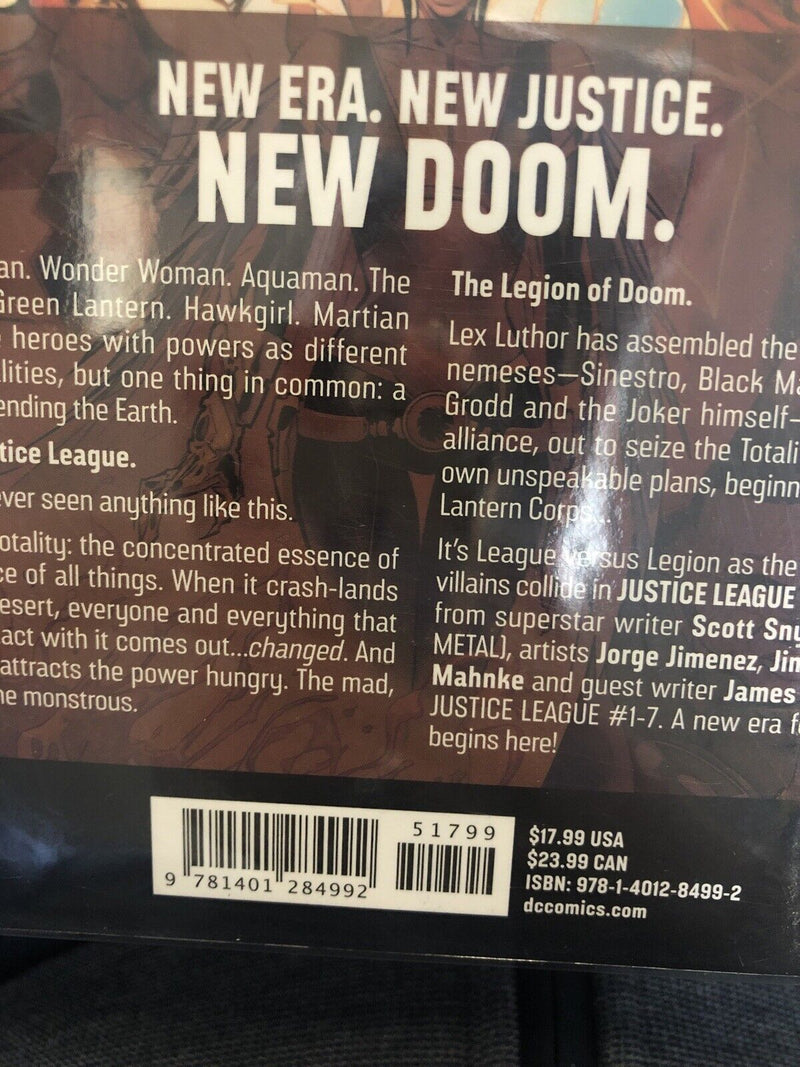 NEW ERA. NEW JUSTICE.
NEW DOOM.
an. Wonder Woman. Aquaman. The
Green Lantern. Hawkgirl. Martian
heroes with powers as different
lities, but one thing in common: a
ending the Earth.
tice League.
ever seen anything like this.
otality: the concentrated essence of
ce of all things. When it crash-lands
esert, everyone and everything that
act with it comes out...changed. And
attracts the power hungry. The mad,
he monstrous.
The Legion of Doom.
Lex Luthor has assembled the
nemeses—Sinestro, Black Ma
Grodd and the Joker himself—
alliance, out to seize the Totali
own unspeakable plans, beginn
Lantern Corps...
It's League versus Legion as the
villains collide in JUSTICE LEAGUE
from superstar writer Scott Sny
METAL), artists Jorge Jimenez, Jim
Mahnke and guest writer James
JUSTICE LEAGUE #1-7. A new era f
begins here!
9 781401 284992
51799
$17.99 USA
$23.99 CAN
ISBN: 978-1-4012-8499-2
dccomics.com